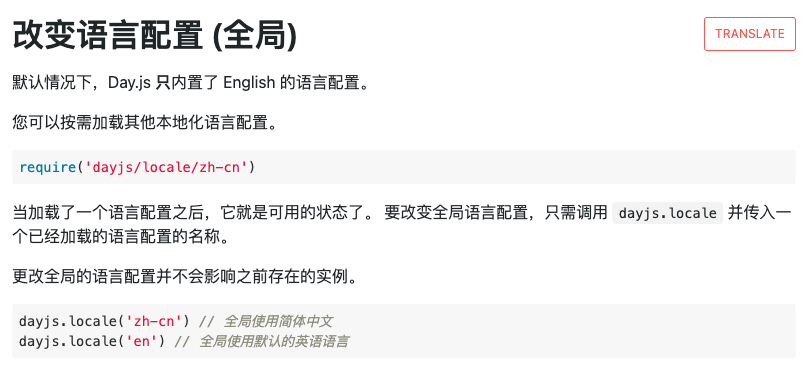 改变语言配置 (全局)
TRANSLATE
默认情况下，Day.js 只内置了 English 的语言配置。
您可以按需加载其他本地化语言配置。
require('dayjs/locale/zh-cn')
当加载了一个语言配置之后，它就是可用的状态了。 要改变全局语言配置，只需调用 dayjs.locale 并传入一
个已经加载的语言配置的名称。
更改全局的语言配置并不会影响之前存在的实例。
dayjs.locale('zh-cn') // 全局使用简体中文
dayjs.locale('en') // 全局使用默认的英语语言